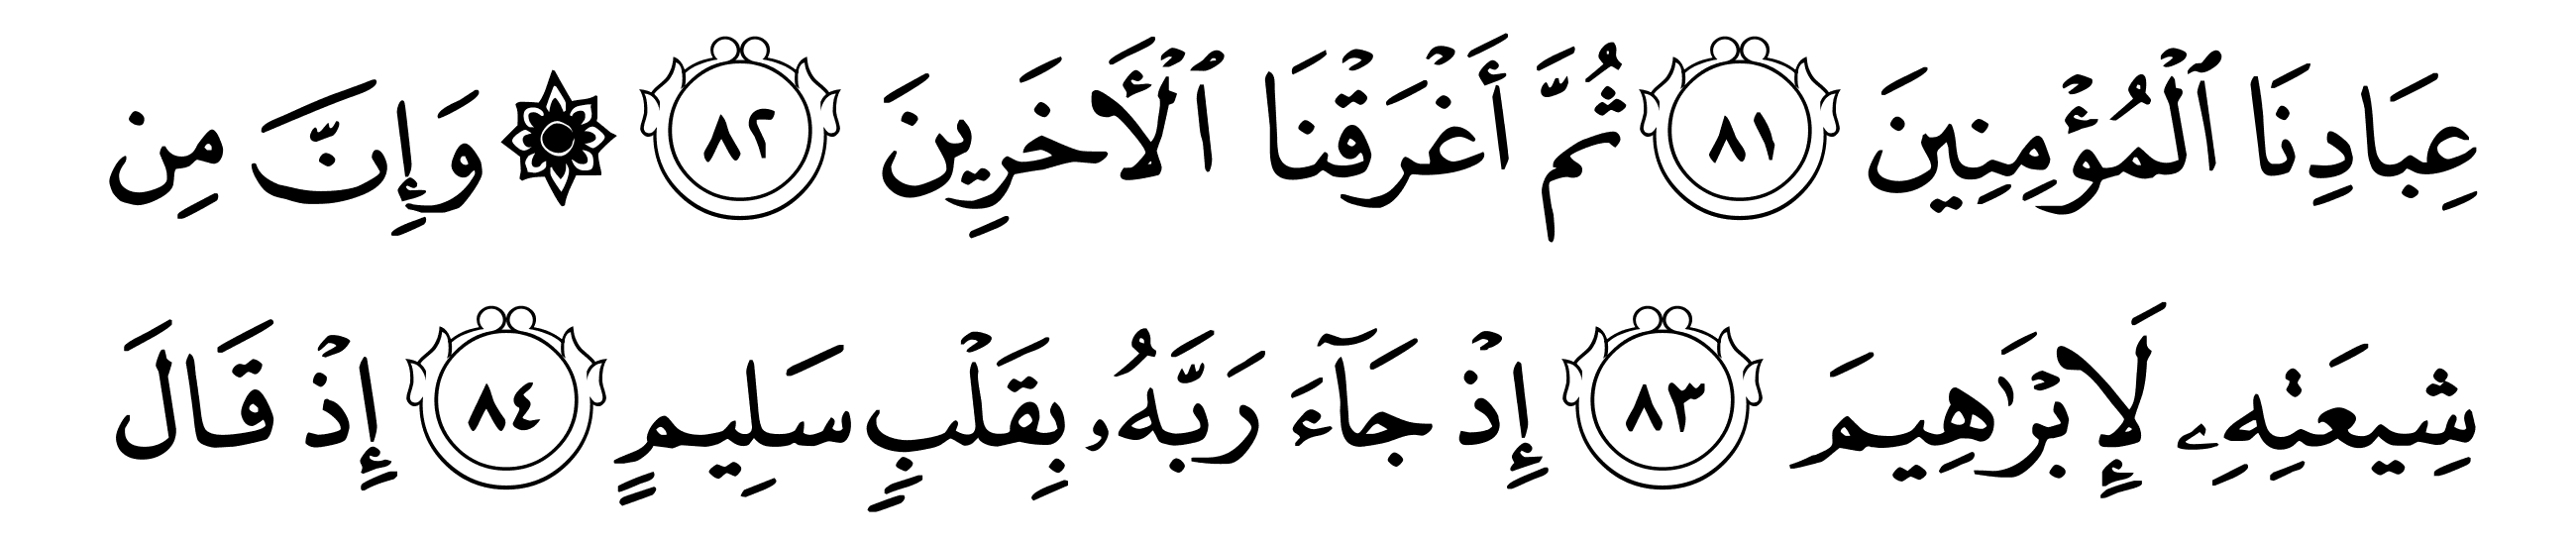 عِبَادِنَا ٱلْمُؤْمِنِينَ ٨١ ثُمَّ أَغْرَقْنَا ٱلْأَخَرِينَ ٨٢ ۞ وَإِنَّ مِن
شِيعَتِهِۦ لَإِبْرَٰهِيمَ ٨٣ إِذْ جَآءَ رَبَّهُۥ بِقَلْبٍ سَلِيمٍ ٨٤ إِذْ قَالَ